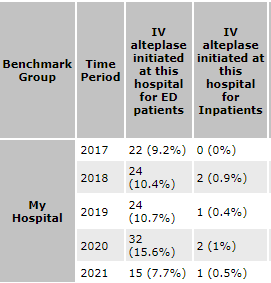 Benchmark Group
Time Period
IV alteplase initiated at this hospital for ED patients
IV alteplase initiated at this hospital for Inpatients
My Hospital
2017 22 (9.2%) 0 (0%)
2018 24 (10.4%) 2 (0.9%)
2019 24 (10.7%) 1 (0.4%)
2020 32 (15.6%) 2 (1%)
2021 15 (7.7%) 1 (0.5%)